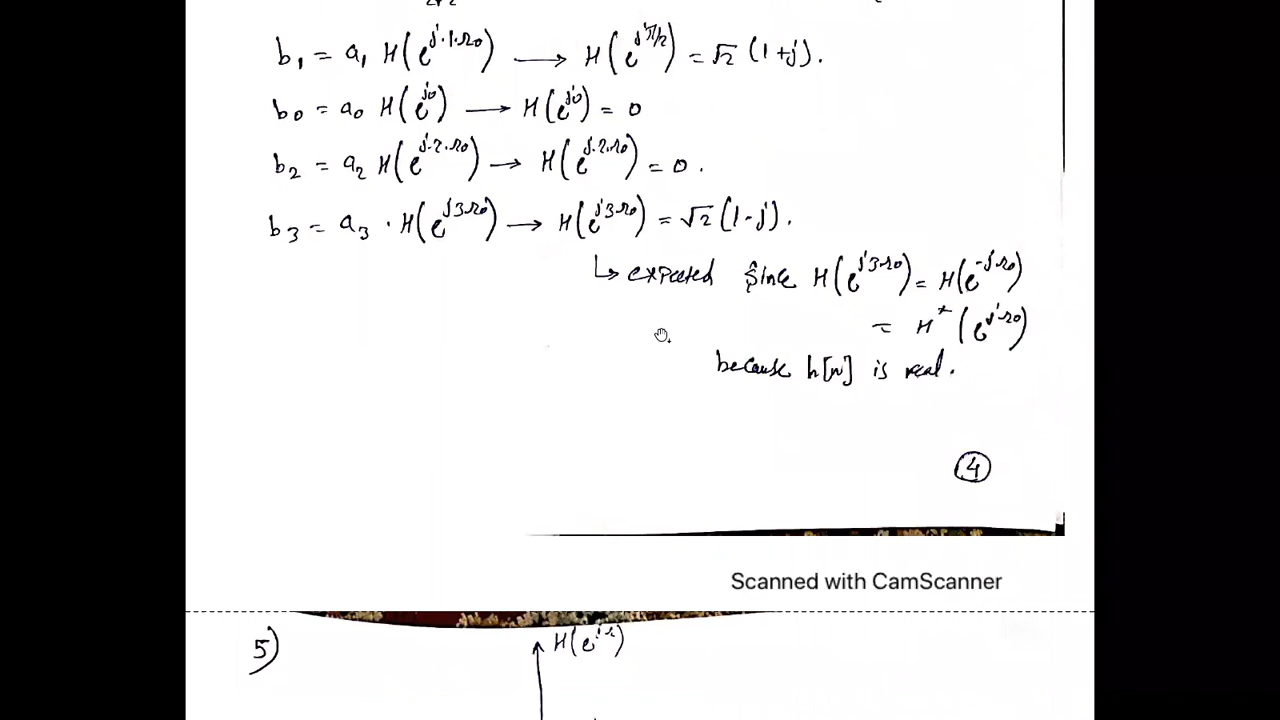 b₁ = a₁ H(e^{j·1·Ω₀}) ⟶ H(e^{jπ/2}) = √2 (1+j).
b₀ = a₀ H(e^{j0}) ⟶ H(e^{j0}) = 0
b₂ = a₂ H(e^{j·2·Ω₀}) → H(e^{j·2·Ω₀}) = 0.
b₃ = a₃ · H(e^{j3Ω₀}) → H(e^{j3Ω₀}) = √2 (1-j).
↳ expected since H(e^{j3Ω₀}) = H(e^{-jΩ₀})
= H*(e^{jΩ₀})
because h[n] is real.
4
Scanned with CamScanner
5) H(e^{jΩ})